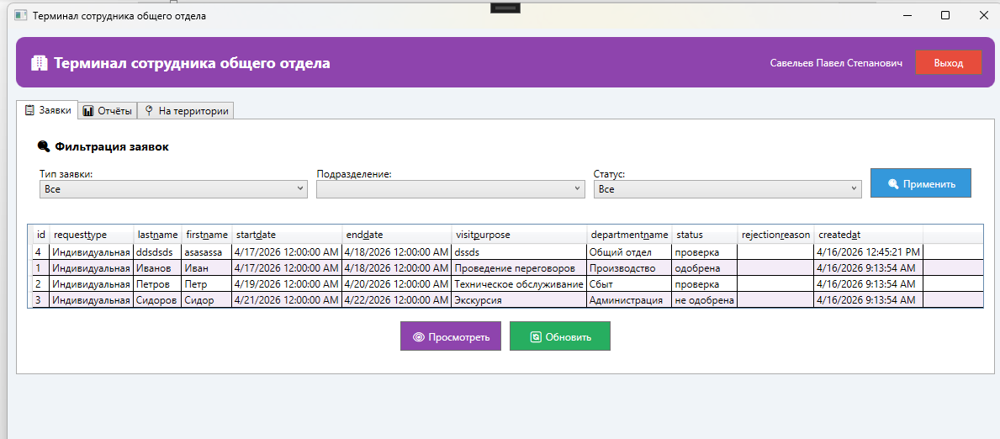 Терминал сотрудника общего отдела
Терминал сотрудника общего отдела
Савельев Павел Степанович
Выход
Заявки
Отчёты
На территории
Фильтрация заявок
Тип заявки:
Подразделение:
Статус:
Все
Все
Применить
id requesttype lastname firstname startdate enddate visitpurpose departmentname status rejectionreason createdat
4 Индивидуальная ddsdsds asasassa 4/17/2026 12:00:00 AM 4/18/2026 12:00:00 AM dssds Общий отдел проверка 4/16/2026 12:45:21 PM
1 Индивидуальная Иванов Иван 4/17/2026 12:00:00 AM 4/18/2026 12:00:00 AM Проведение переговоров Производство одобрена 4/16/2026 9:13:54 AM
2 Индивидуальная Петров Петр 4/19/2026 12:00:00 AM 4/20/2026 12:00:00 AM Техническое обслуживание Сбыт проверка 4/16/2026 9:13:54 AM
3 Индивидуальная Сидоров Сидор 4/21/2026 12:00:00 AM 4/22/2026 12:00:00 AM Экскурсия Администрация не одобрена 4/16/2026 9:13:54 AM
Просмотреть
Обновить